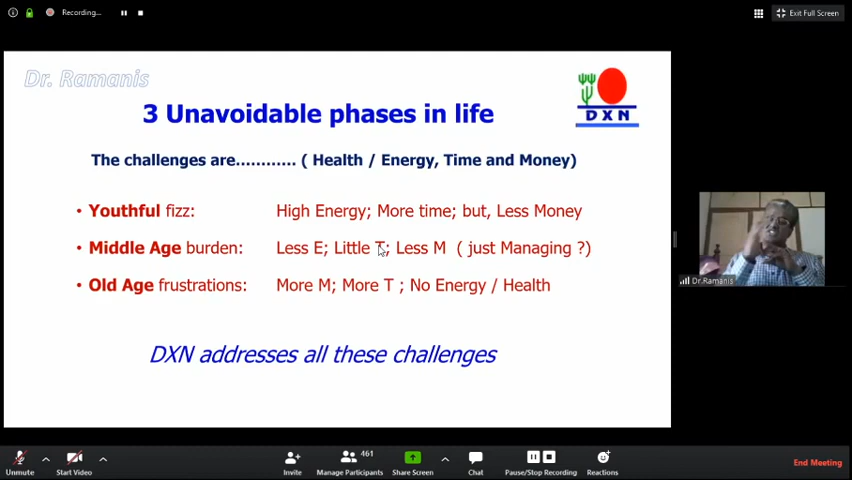 Recording...
Exit Full Screen
Dr. Ramanis
3 Unavoidable phases in life
DXN
The challenges are............ ( Health / Energy, Time and Money)
• Youthful fizz: High Energy; More time; but, Less Money
• Middle Age burden: Less E; Little T; Less M ( just Managing ?)
• Old Age frustrations: More M; More T ; No Energy / Health
DXN addresses all these challenges
Dr.Ramanis
Unmute
Start Video
Invite
461
Manage Participants
Share Screen
Chat
Pause/Stop Recording
Reactions
End Meeting